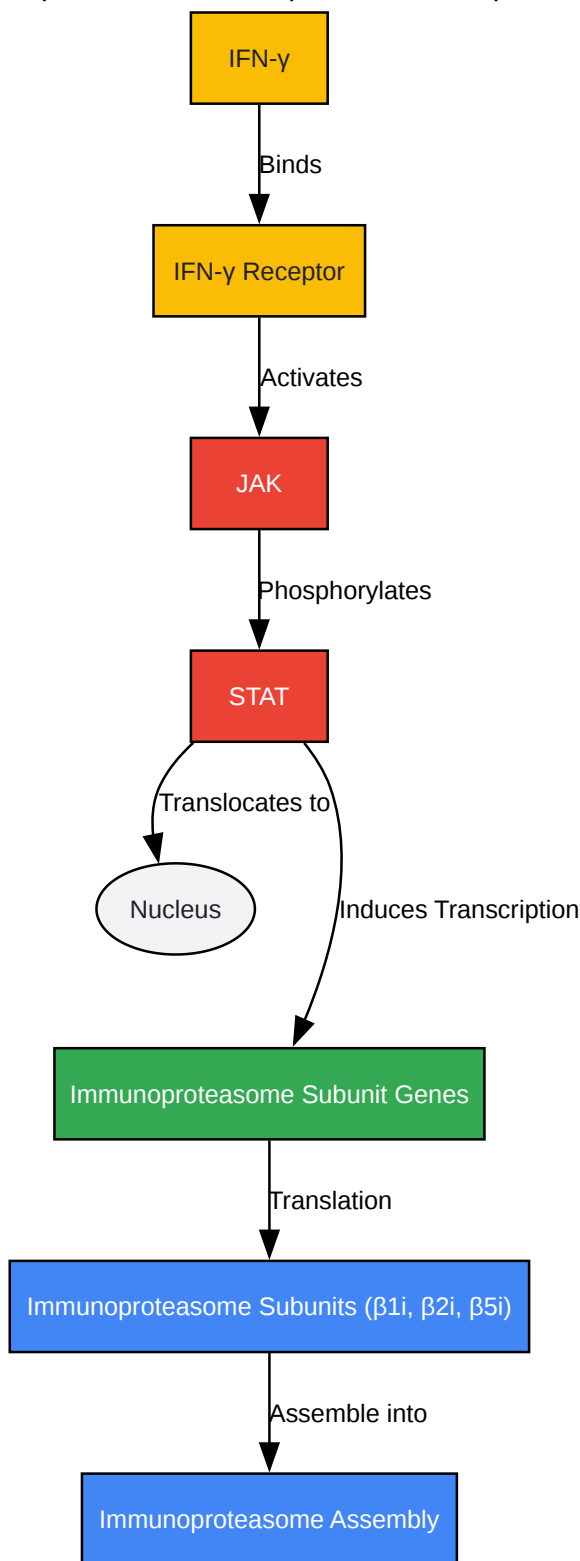 IFN-γ
Binds
IFN-γ Receptor
Activates
JAK
Phosphorylates
STAT
Translocates to
Nucleus
Induces Transcription
Immunoproteasome Subunit Genes
Translation
Immunoproteasome Subunits (β1i, β2i, β5i)
Assemble into
Immunoproteasome Assembly